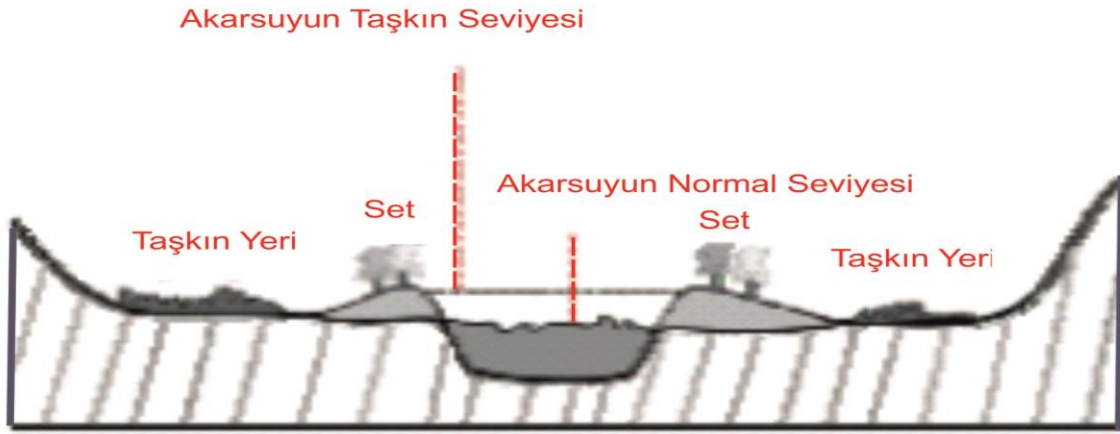 Akarsuyun Taşkın Seviyesi
Akarsuyun Normal Seviyesi
Set
Set
Taşkın Yeri
Taşkın Yeri